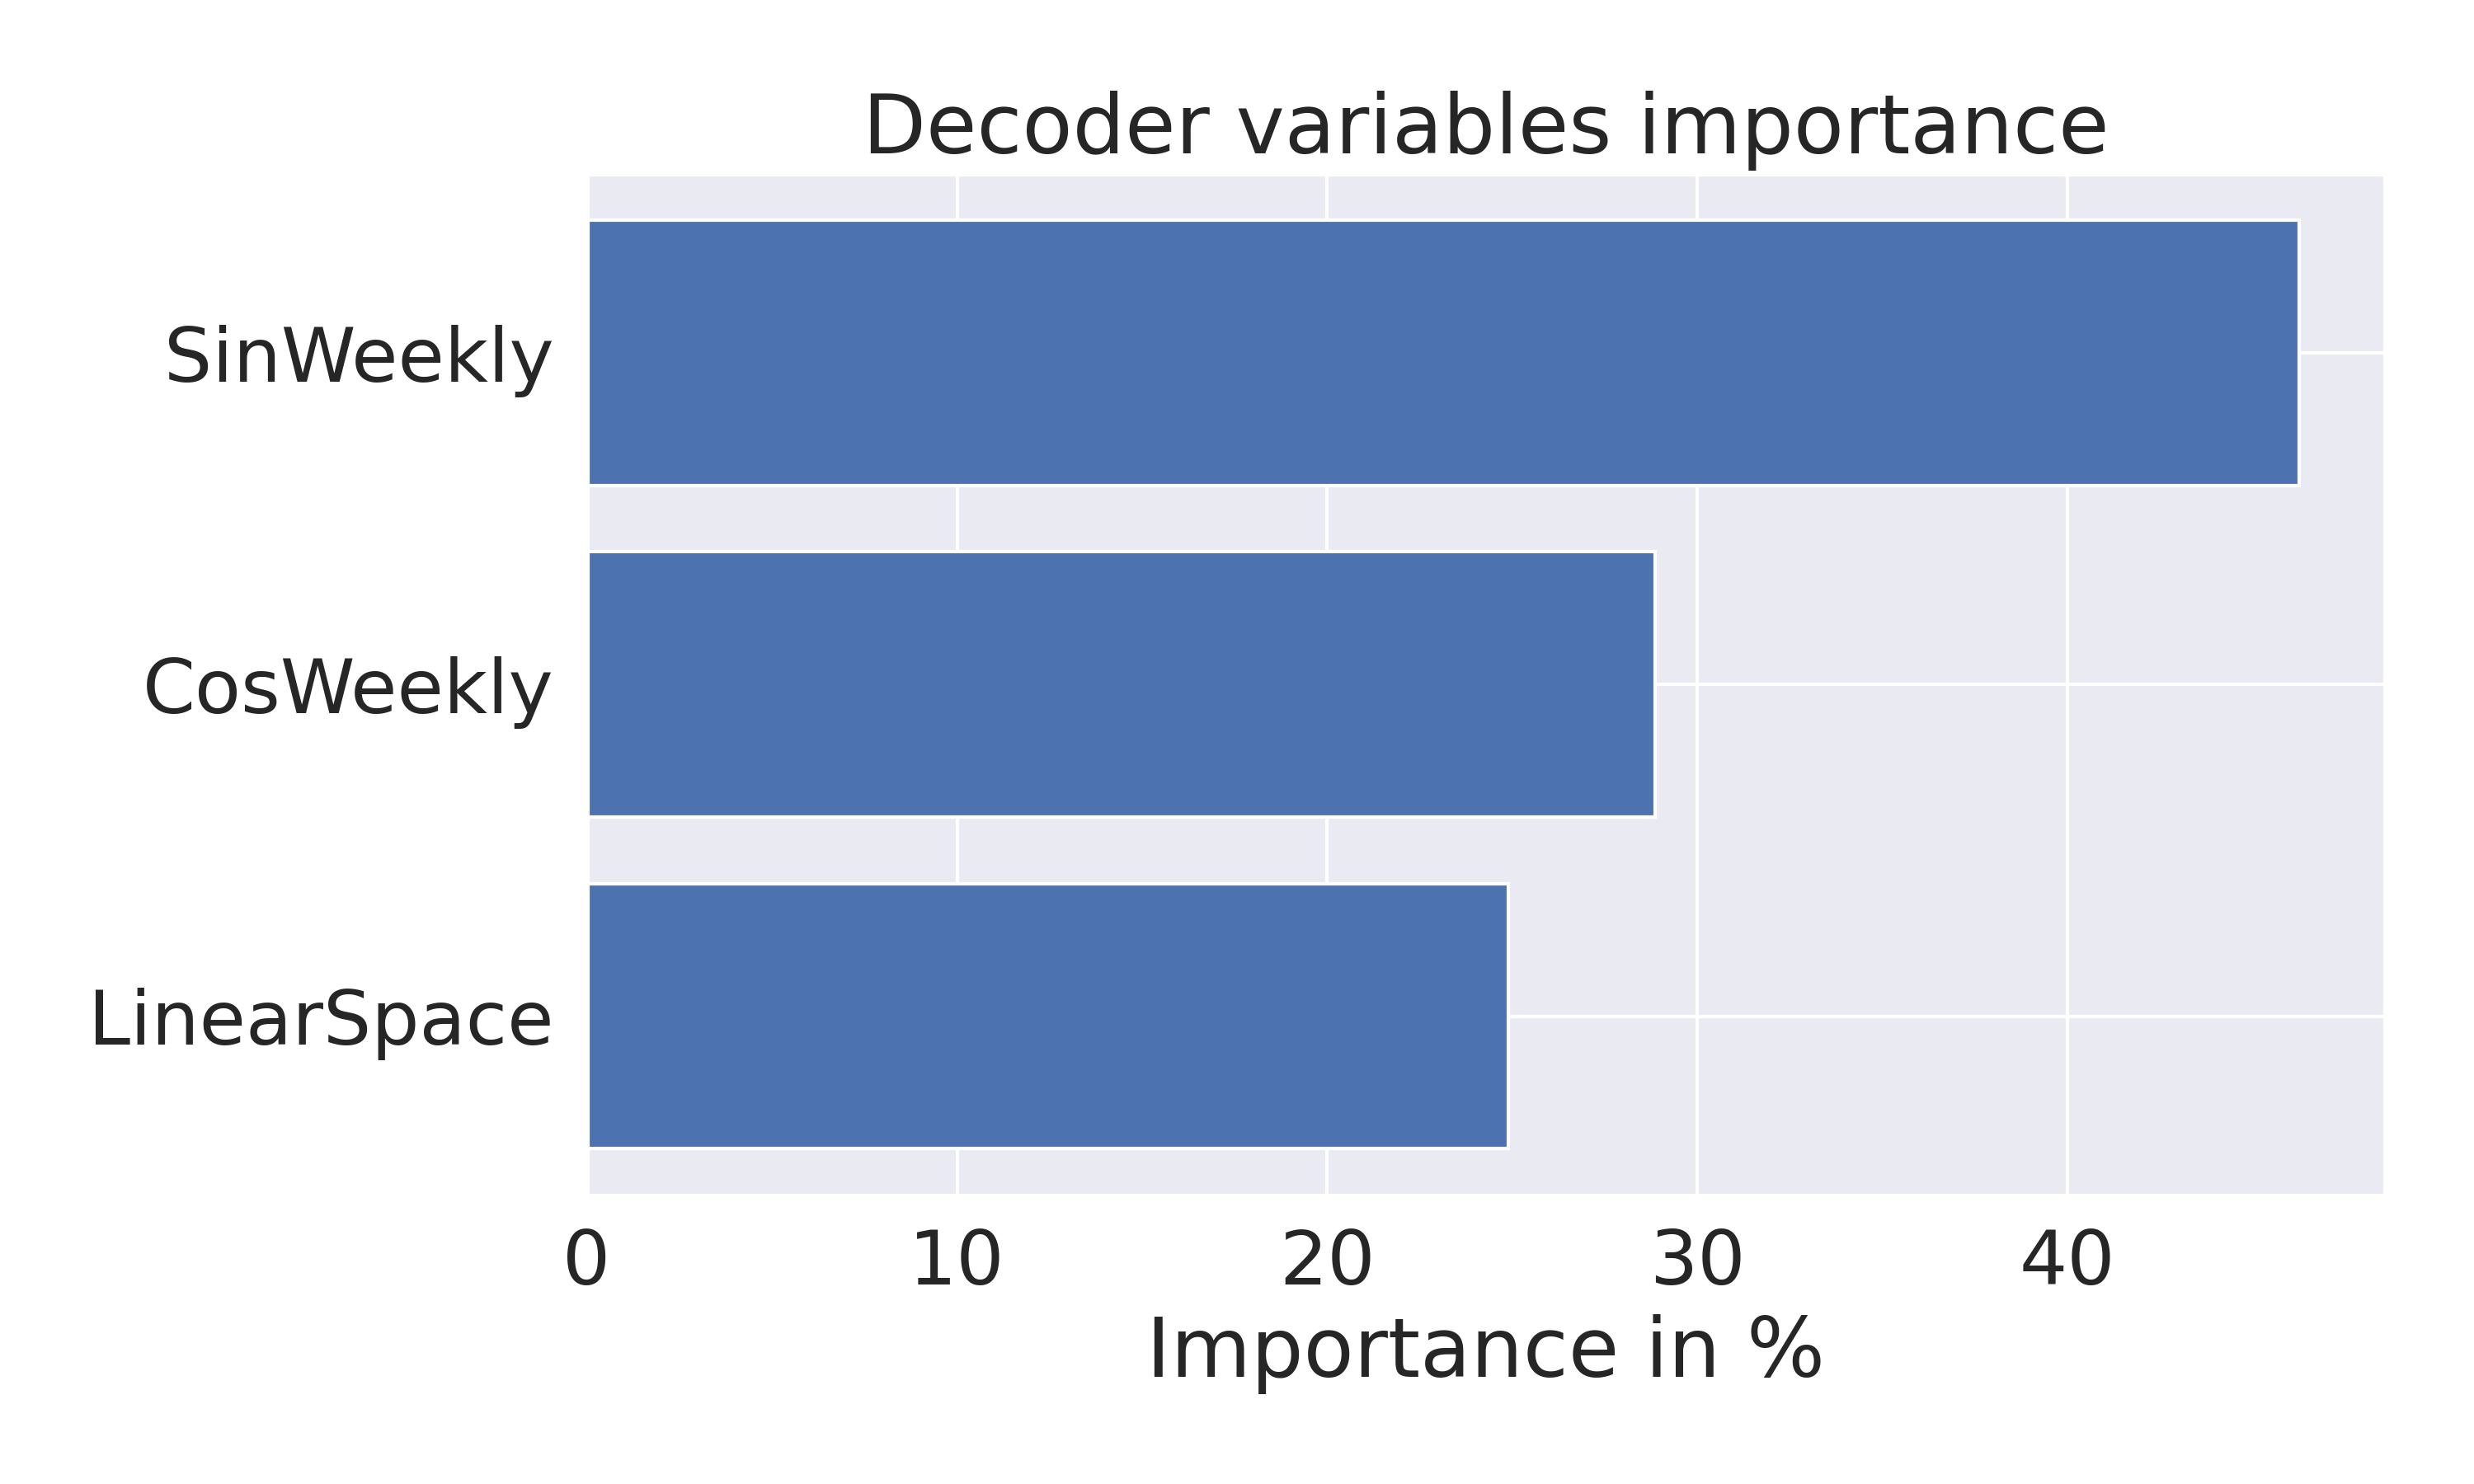 Decoder variables importance
SinWeekly
CosWeekly
LinearSpace
0 10 20 30 40
Importance in %